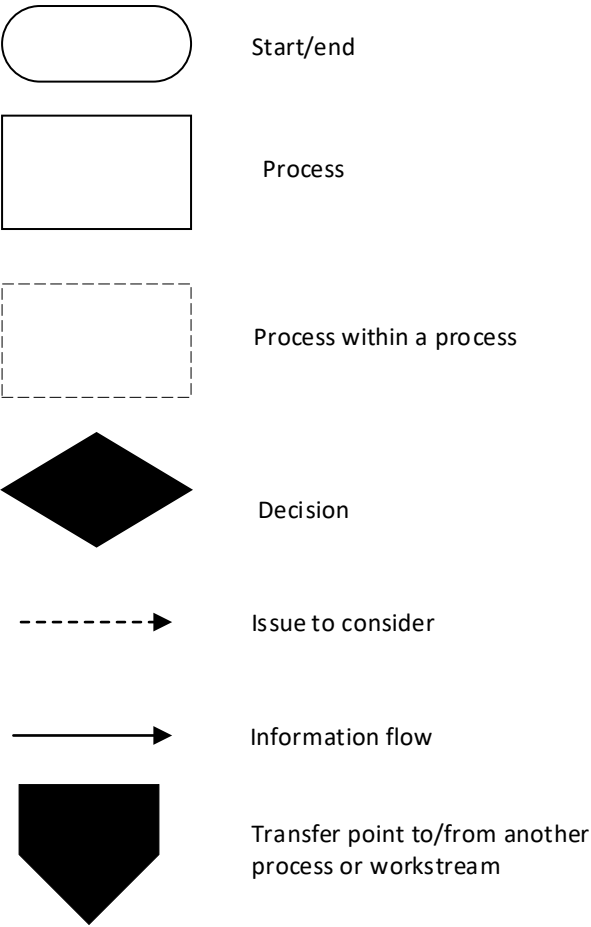 Start/end
Process
Process within a process
Decision
Issue to consider
Information flow
Transfer point to/from another
process or workstream